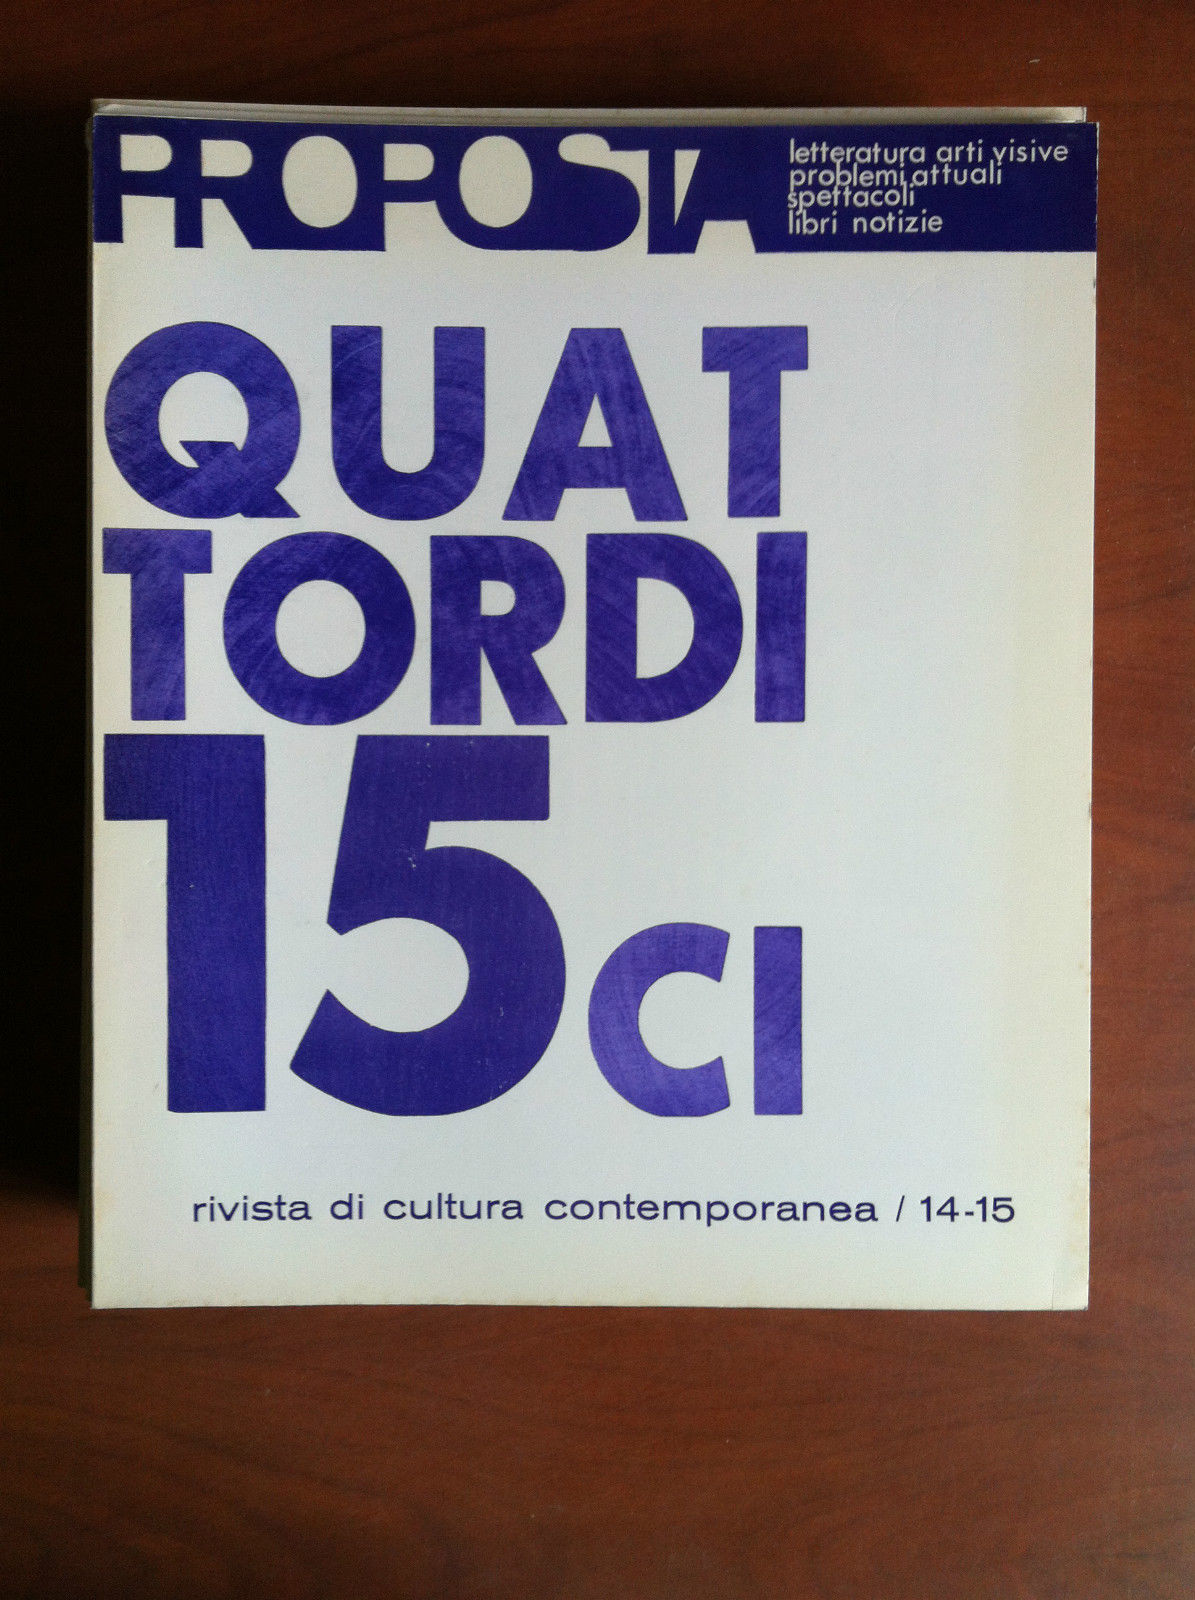 PROPOSTA
letteratura arti visive
problemi attuali
spettacoli
libri notizie
QUAT
TORDI
15CI
rivista di cultura contemporanea / 14-15